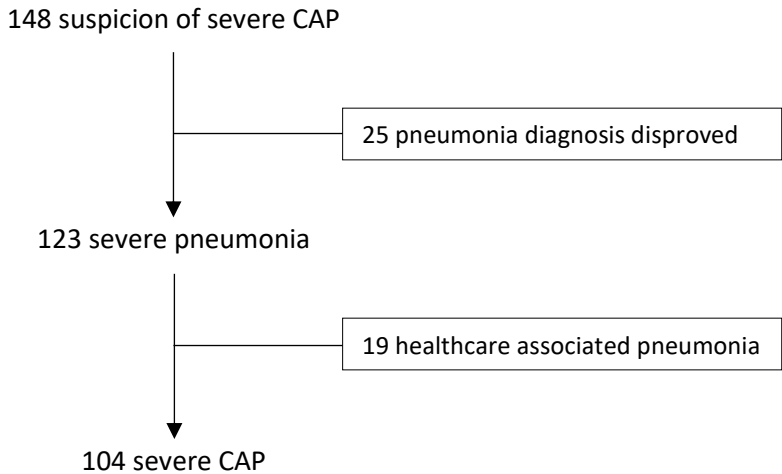 148 suspicion of severe CAP
25 pneumonia diagnosis disproved
123 severe pneumonia
19 healthcare associated pneumonia
104 severe CAP